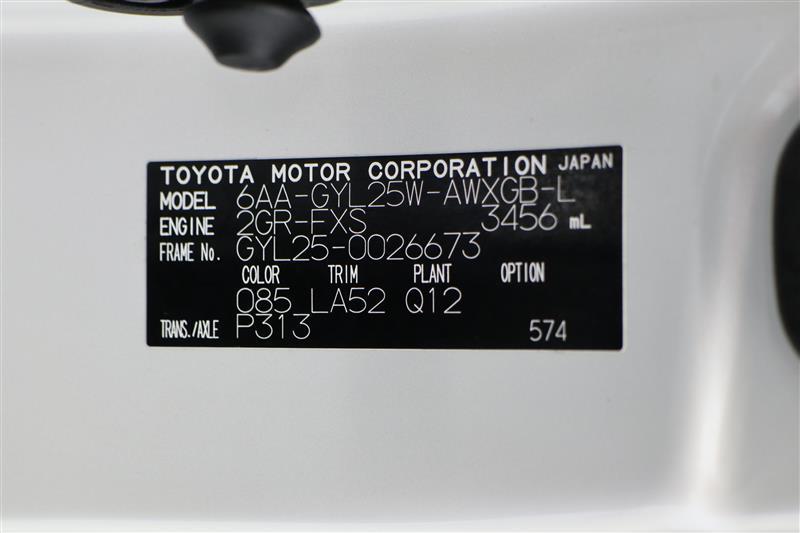 TOYOTA MOTOR CORPORATION JAPAN
MODEL 6AA-GYL25W-AWXGB-L
ENGINE 2GR-FXS 3456 mL
FRAME No. GYL25-0026673
COLOR TRIM PLANT OPTION
085 LA52 Q12
TRANS./AXLE P313 574